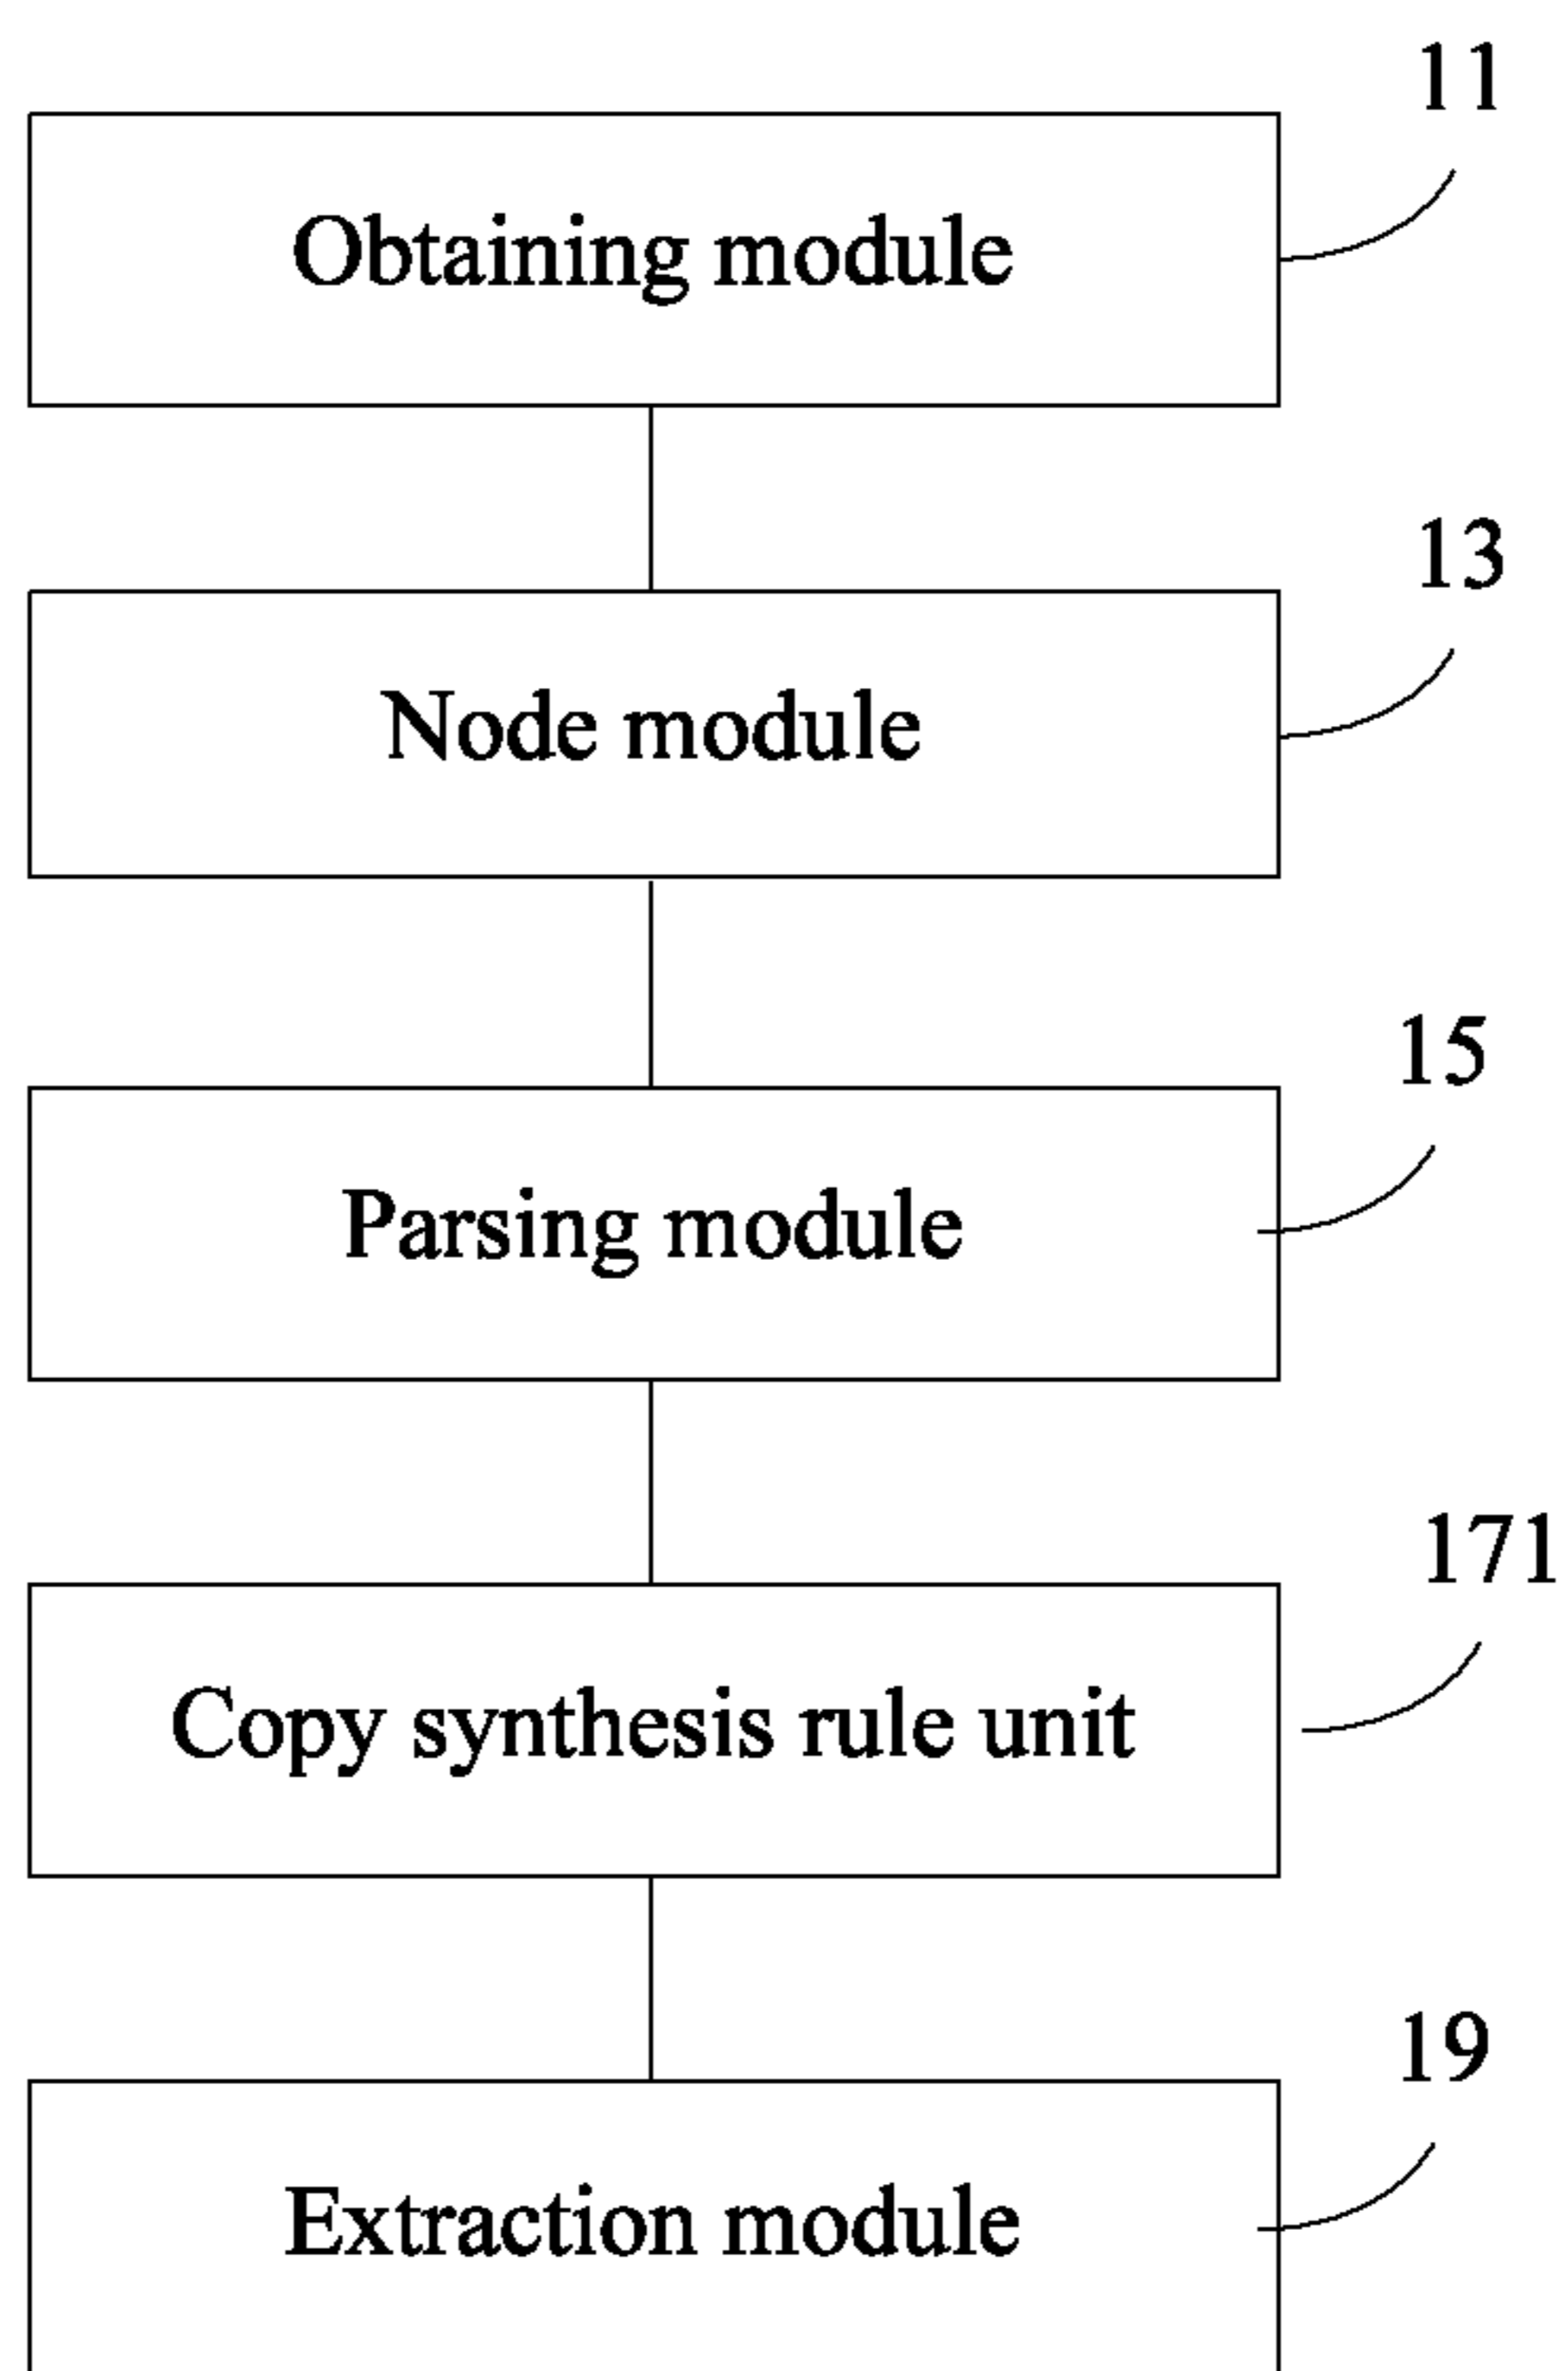 11
Obtaining module
13
Node module
15
Parsing module
171
Copy synthesis rule unit
19
Extraction module